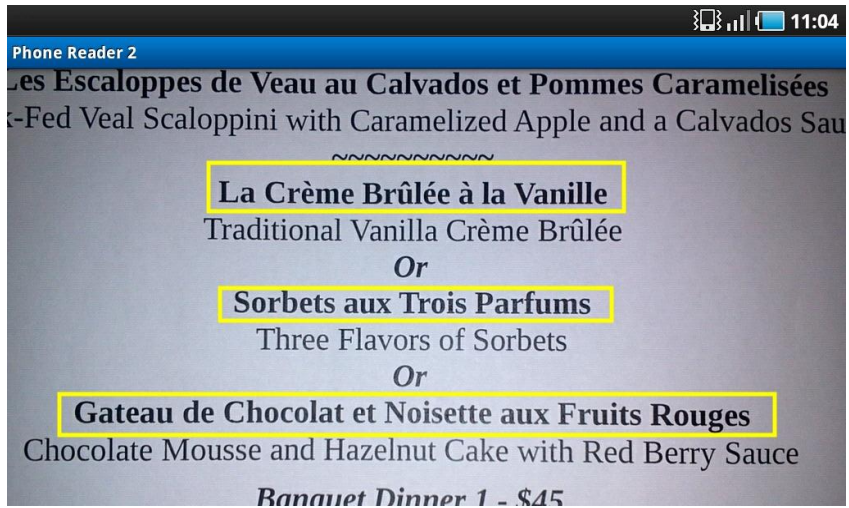 11:04
Phone Reader 2
Les Escaloppes de Veau au Calvados et Pommes Caramelisées
-Fed Veal Scaloppini with Caramelized Apple and a Calvados Sau
~~~~~~~~~~
La Crème Brûlée à la Vanille
Traditional Vanilla Crème Brûlée
Or
Sorbets aux Trois Parfums
Three Flavors of Sorbets
Or
Gateau de Chocolat et Noisette aux Fruits Rouges
Chocolate Mousse and Hazelnut Cake with Red Berry Sauce
Banquet Dinner 1 - $45